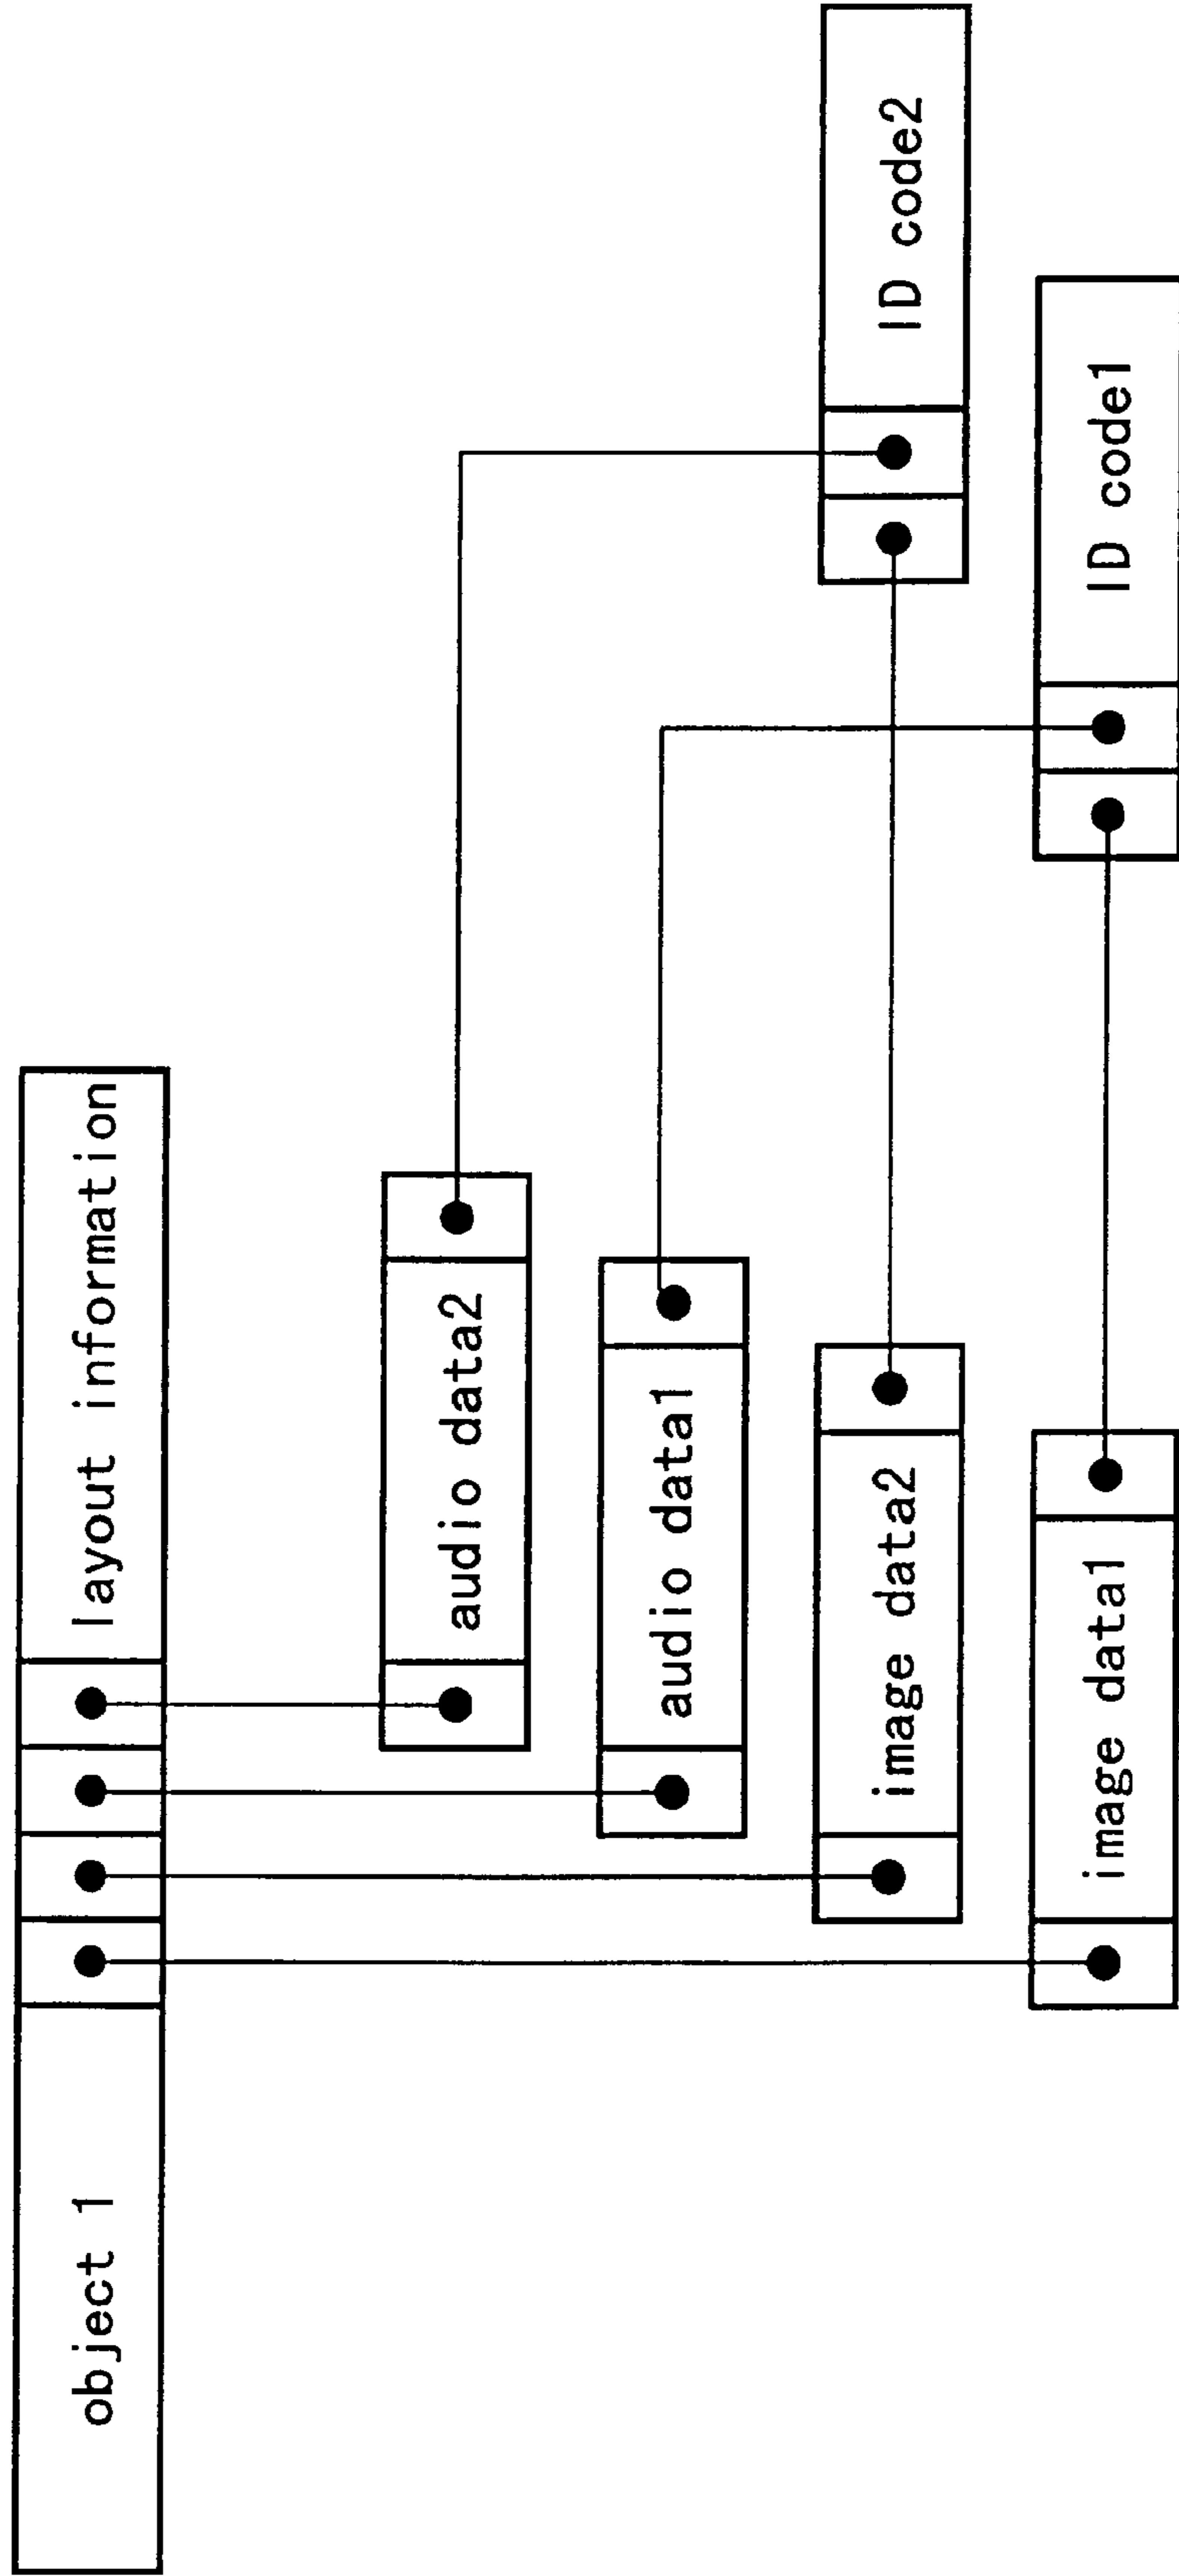 object 1
layout information
audio data2
audio data1
image data2
image data1
ID code2
ID code1